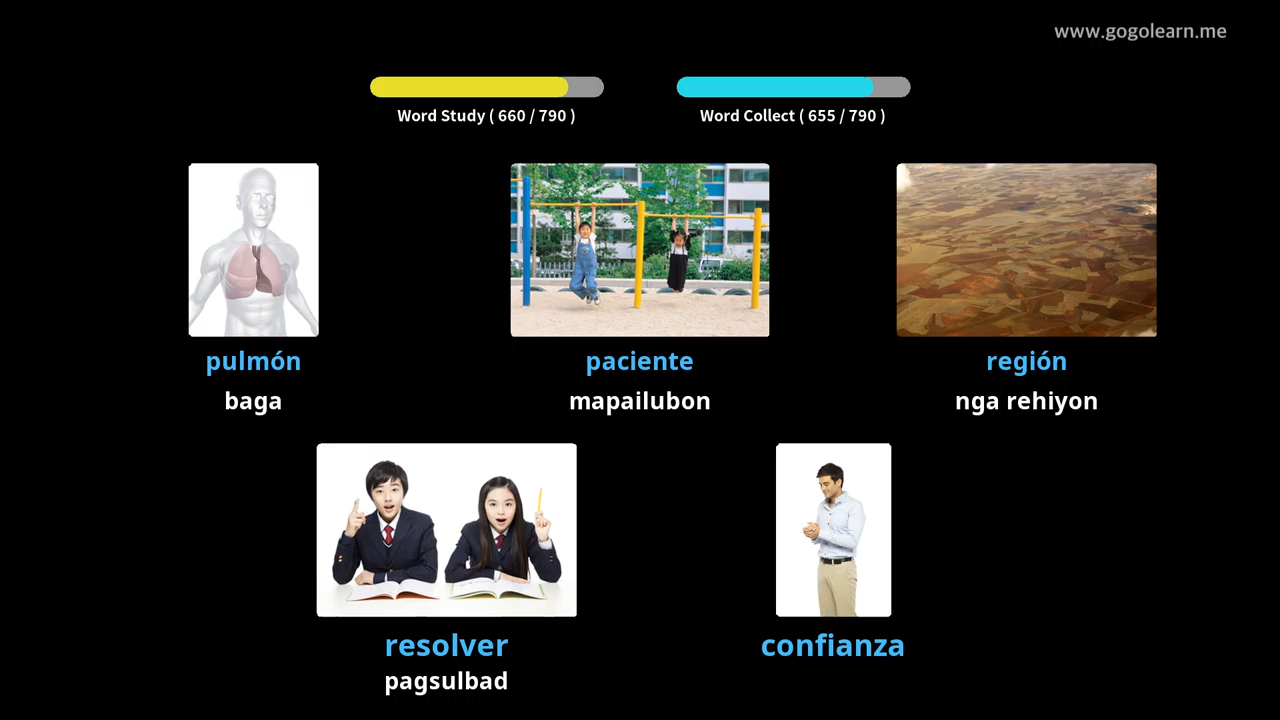 www.gogolearn.me
Word Study ( 660 / 790 )
Word Collect ( 655 / 790 )
pulmón
baga
paciente
mapailubon
región
nga rehiyon
resolver
pagsulbad
confianza